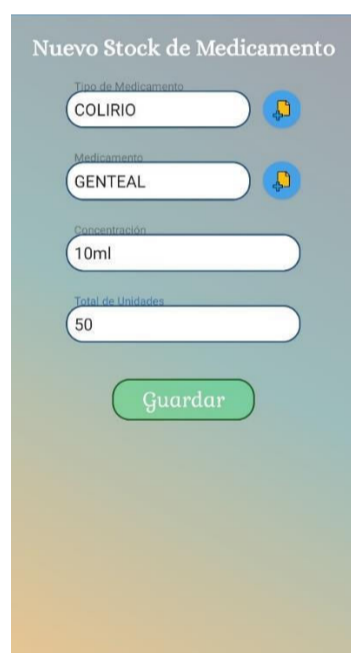 Nuevo Stock de Medicamento
Tipo de Medicamento
COLIRIO
Medicamento
GENTEAL
Concentración
10ml
Total de Unidades
50
Guardar